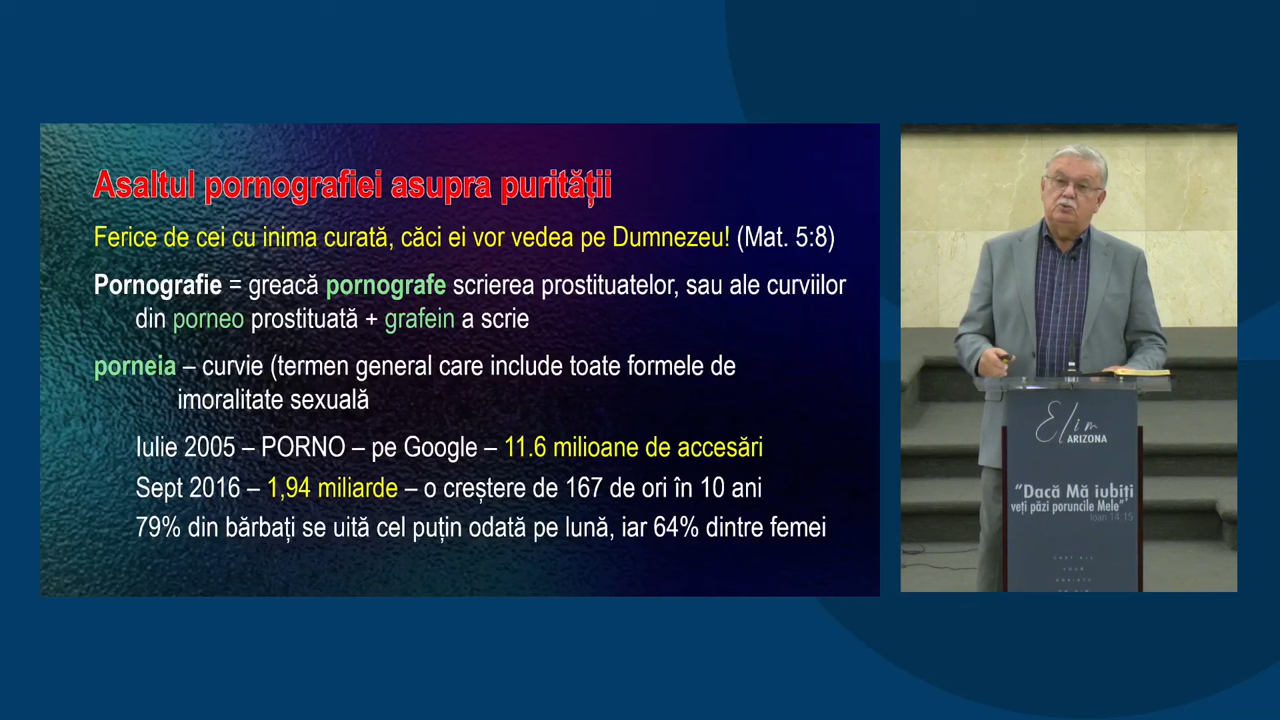 Asaltul pornografiei asupra purității
Ferice de cei cu inima curată, căci ei vor vedea pe Dumnezeu! (Mat. 5:8)
Pornografie = greacă pornografe scrierea prostituatelor, sau ale curviilor
din porneo prostituată + grafein a scrie
porneia – curvie (termen general care include toate formele de
imoralitate sexuală
Iulie 2005 – PORNO – pe Google – 11.6 milioane de accesări
Sept 2016 – 1,94 miliarde – o creștere de 167 de ori în 10 ani
79% din bărbați se uită cel puțin odată pe lună, iar 64% dintre femei
Elim
ARIZONA
“Dacă Mă iubiți
veți păzi poruncile Mele”
Ioan 14:15
CAST ALL
YOUR
ANXIETY